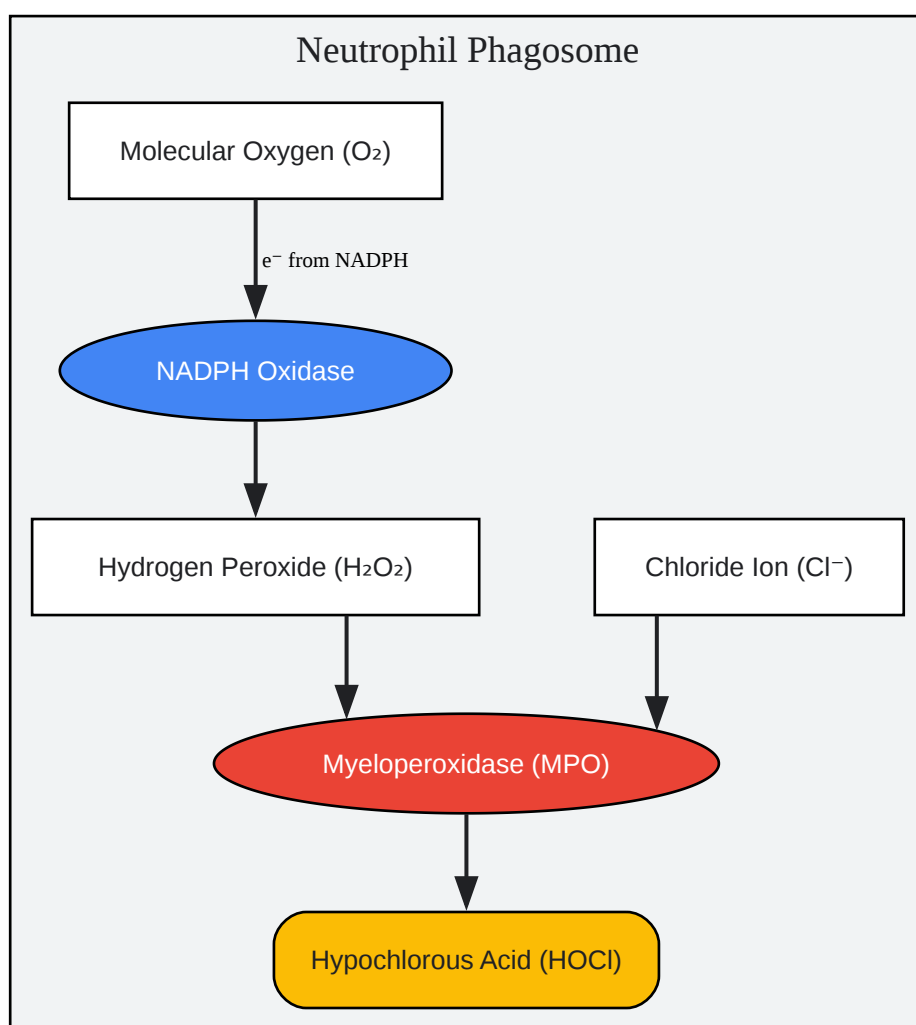 Neutrophil Phagosome
Molecular Oxygen (O₂)
e⁻ from NADPH
NADPH Oxidase
Hydrogen Peroxide (H₂O₂)
Chloride Ion (Cl⁻)
Myeloperoxidase (MPO)
Hypochlorous Acid (HOCl)